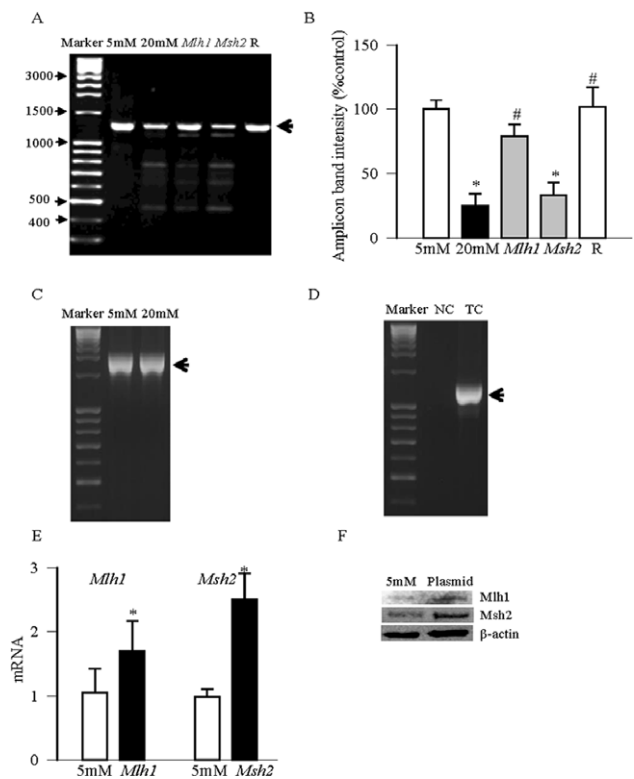 A
Marker 5mM 20mM Mlh1 Msh2 R
3000
1500
1000
500
400
B
Amplicon band intensity (%control)
150
100
50
0
*
#
*
#
5mM 20mM Mlh1 Msh2 R
C
Marker 5mM 20mM
D
Marker NC TC
E
mRNA
3
2
1
0
Mlh1
Msh2
*
*
5mM Mlh1 5mM Msh2
F
5mM Plasmid
Mlh1
Msh2
β-actin